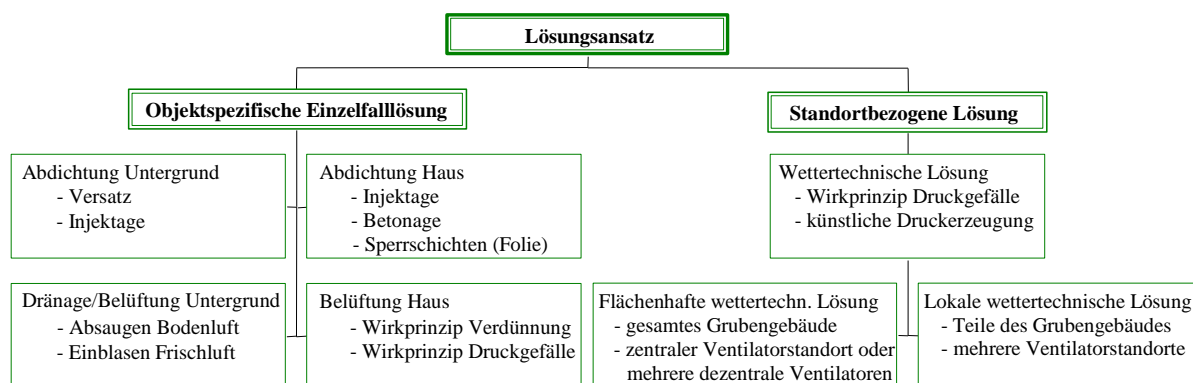 Lösungsansatz
Objektspezifische Einzelfalllösung
Standortbezogene Lösung
Abdichtung Untergrund
- Versatz
- Injektage
Abdichtung Haus
- Injektage
- Betonage
- Sperrschichten (Folie)
Wettertechnische Lösung
- Wirkprinzip Druckgefälle
- künstliche Druckerzeugung
Dränage/Belüftung Untergrund
- Absaugen Bodenluft
- Einblasen Frischluft
Belüftung Haus
- Wirkprinzip Verdünnung
- Wirkprinzip Druckgefälle
Flächenhafte wettertechn. Lösung
- gesamtes Grubengebäude
- zentraler Ventilatorstandort oder
mehrere dezentrale Ventilatoren
Lokale wettertechnische Lösung
- Teile des Grubengebäudes
- mehrere Ventilatorstandorte